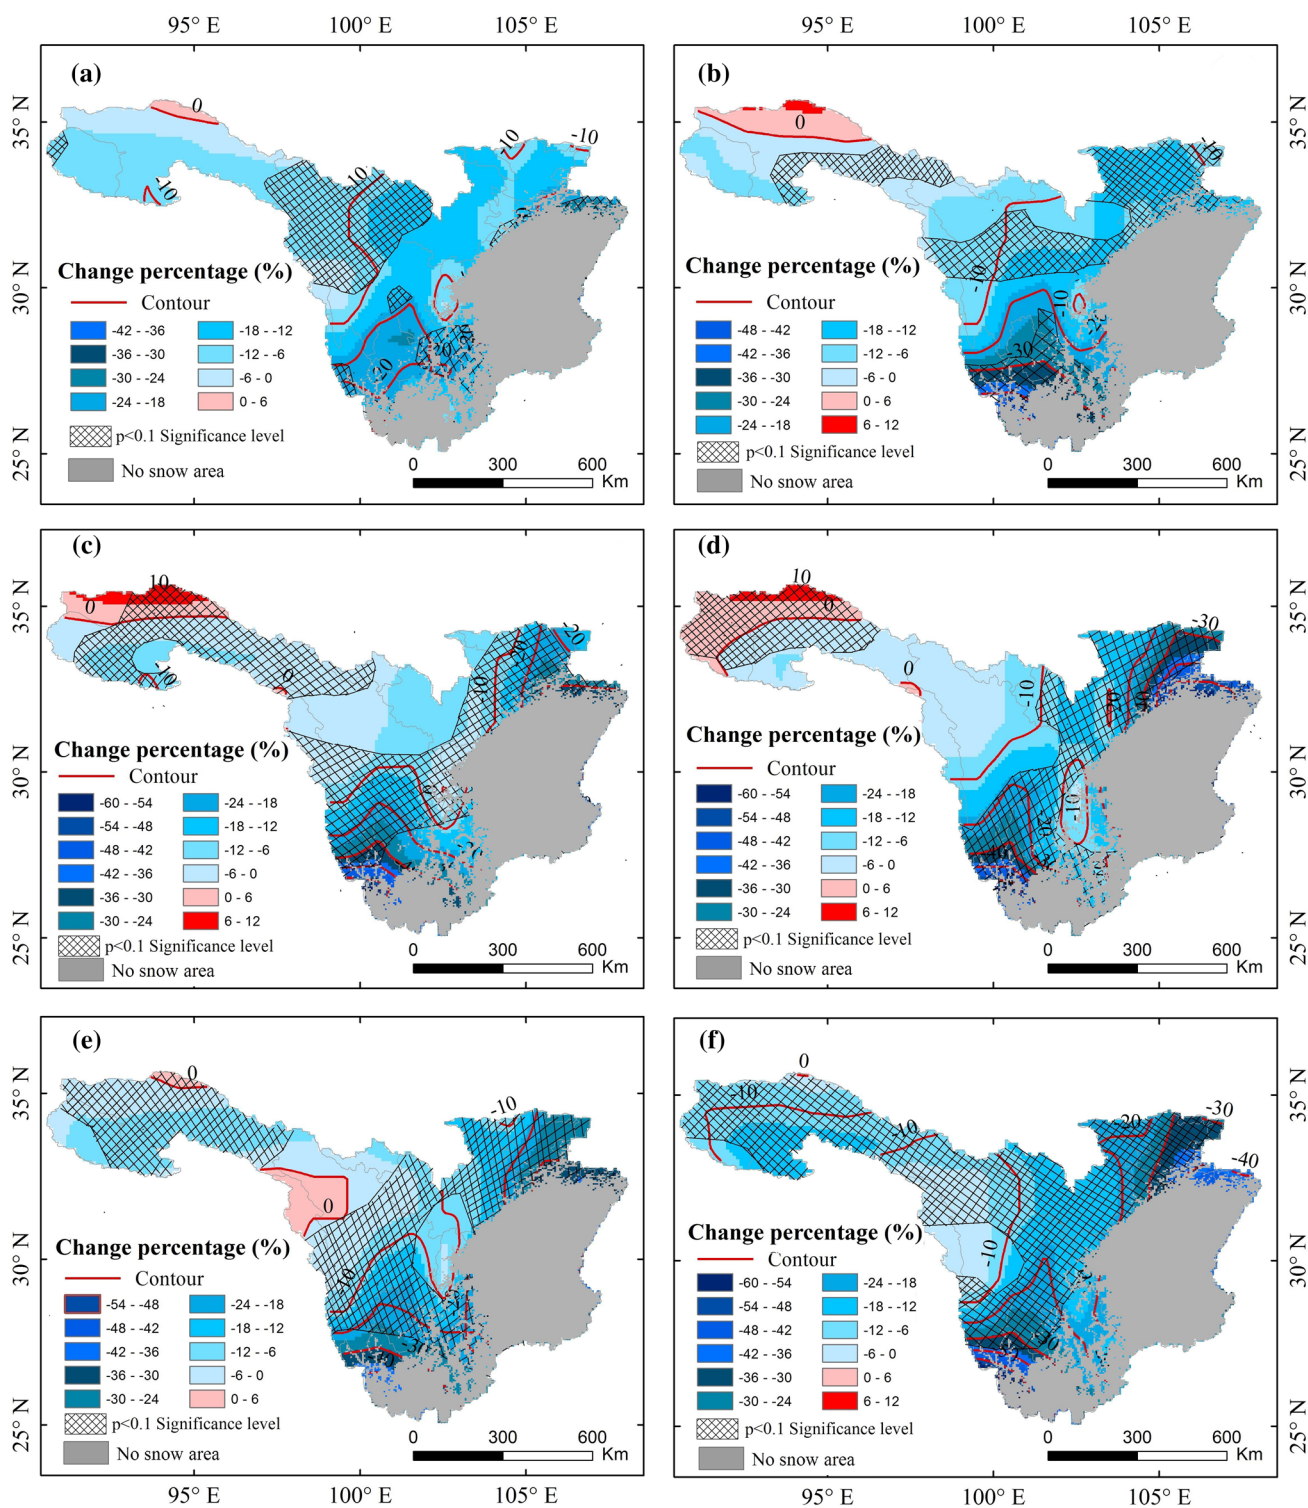 95° E 100° E 105° E 95° E 100° E 105° E
(a)
0
-10
-10
35° N
-10
10
30° N
20
20
25° N
Change percentage (%)
Contour
-42 - -36 -18 - -12
-36 - -30 -12 - -6
-30 - -24 -6 - 0
-24 - -18 0 - 6
p<0.1 Significance level
No snow area
0 300 600
Km
(b)
0
-10
35° N
-10
-10
30° N
-30
25° N
Change percentage (%)
Contour
-48 - -42 -18 - -12
-42 - -36 -12 - -6
-36 - -30 -6 - 0
-30 - -24 0 - 6
-24 - -18 6 - 12
p<0.1 Significance level
No snow area
0 300 600
Km
(c)
10
0
35° N
-20
-20
-10
0
-10
30° N
25° N
Change percentage (%)
Contour
-60 - -54 -24 - -18
-54 - -48 -18 - -12
-48 - -42 -12 - -6
-42 - -36 -6 - 0
-36 - -30 0 - 6
-30 - -24 6 - 12
p<0.1 Significance level
No snow area
0 300 600
Km
(d)
10
0
-30
35° N
0
-10
-10
20
30° N
25° N
Change percentage (%)
Contour
-60 - -54 -24 - -18
-54 - -48 -18 - -12
-48 - -42 -12 - -6
-42 - -36 -6 - 0
-36 - -30 0 - 6
-30 - -24 6 - 12
p<0.1 Significance level
No snow area
0 300 600
Km
(e)
0
-10
35° N
0
-10
30° N
25° N
Change percentage (%)
Contour
-54 - -48 -24 - -18
-48 - -42 -18 - -12
-42 - -36 -12 - -6
-36 - -30 -6 - 0
-30 - -24 0 - 6
p<0.1 Significance level
No snow area
0 300 600
Km
(f)
0
-10
-30
-20
35° N
-10
-40
-10
30° N
-30
25° N
Change percentage (%)
Contour
-60 - -54 -24 - -18
-54 - -48 -18 - -12
-48 - -42 -12 - -6
-42 - -36 -6 - 0
-36 - -30 0 - 6
-30 - -24 6 - 12
p<0.1 Significance level
No snow area
0 300 600
Km
95° E 100° E 105° E 95° E 100° E 105° E